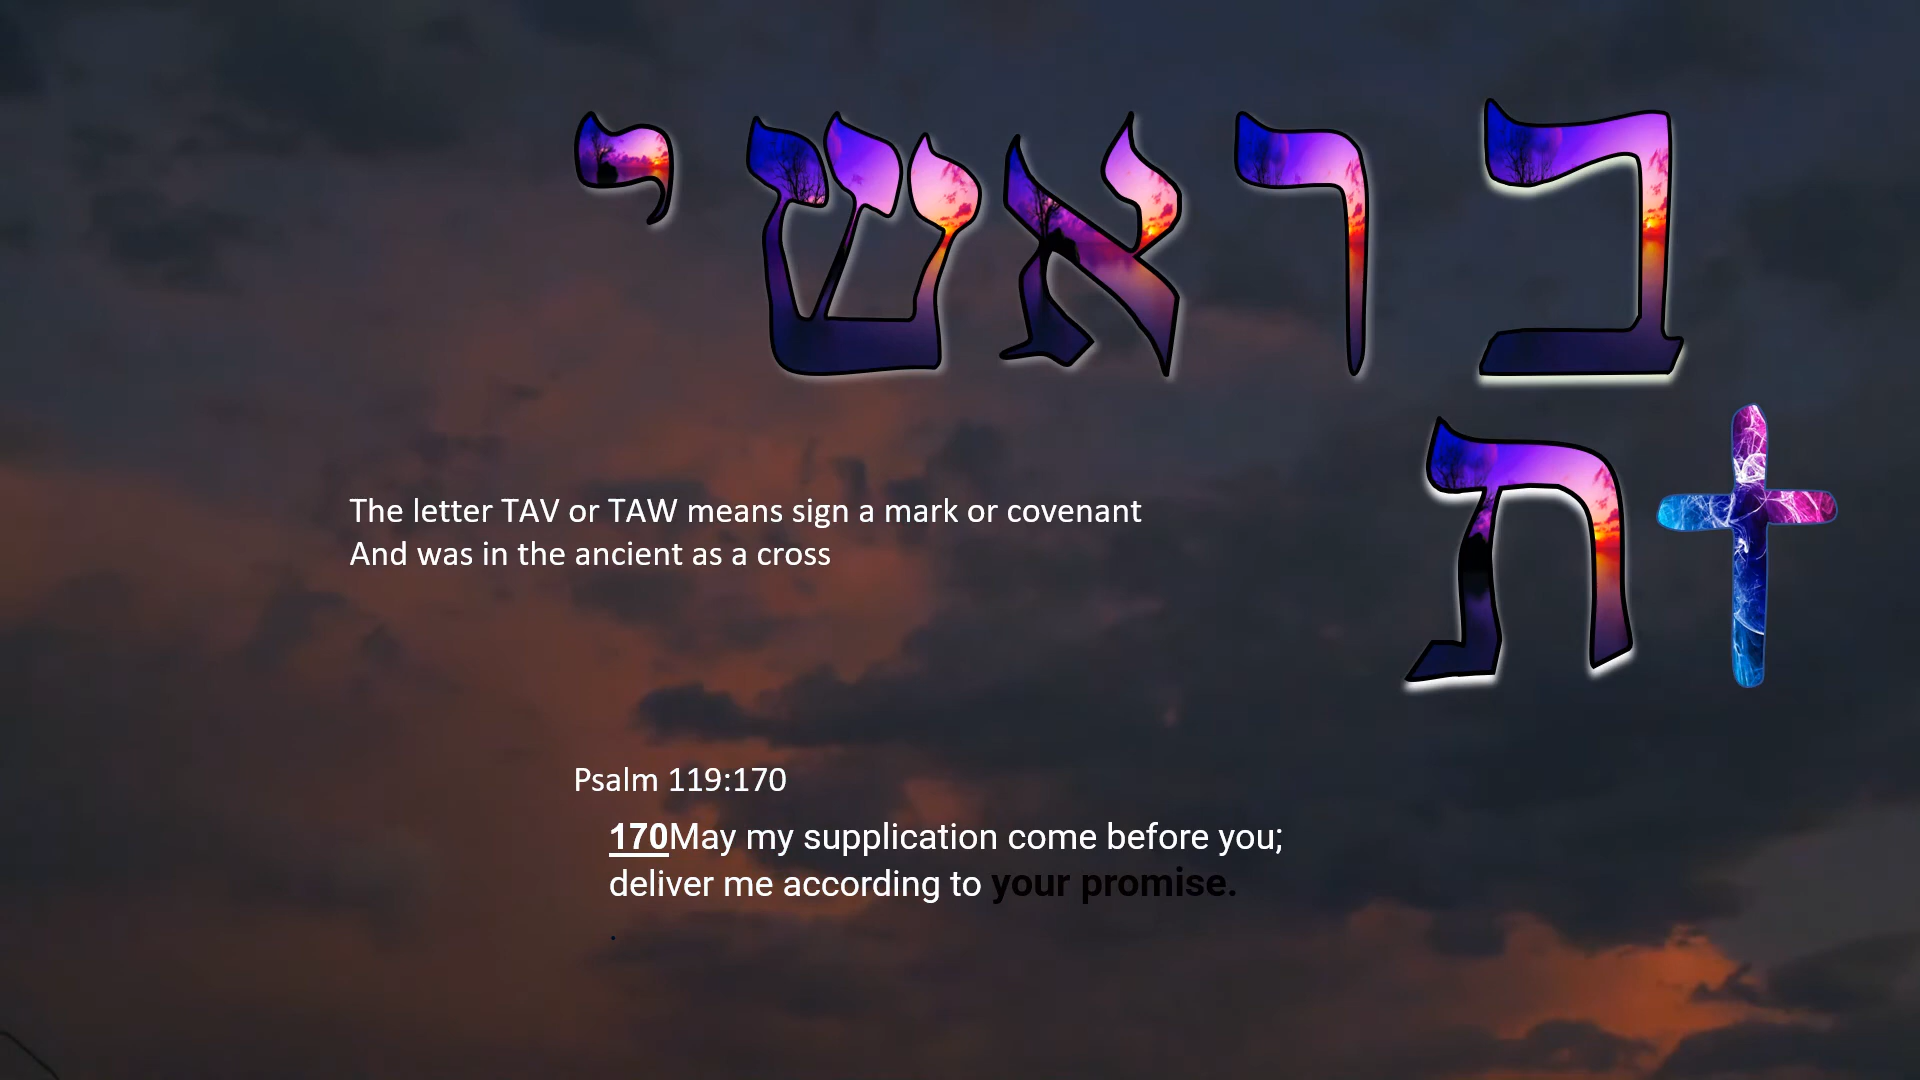 ב ר א ש י
ת
The letter TAV or TAW means sign a mark or covenant
And was in the ancient as a cross
Psalm 119:170
170May my supplication come before you;
deliver me according to your promise.
.